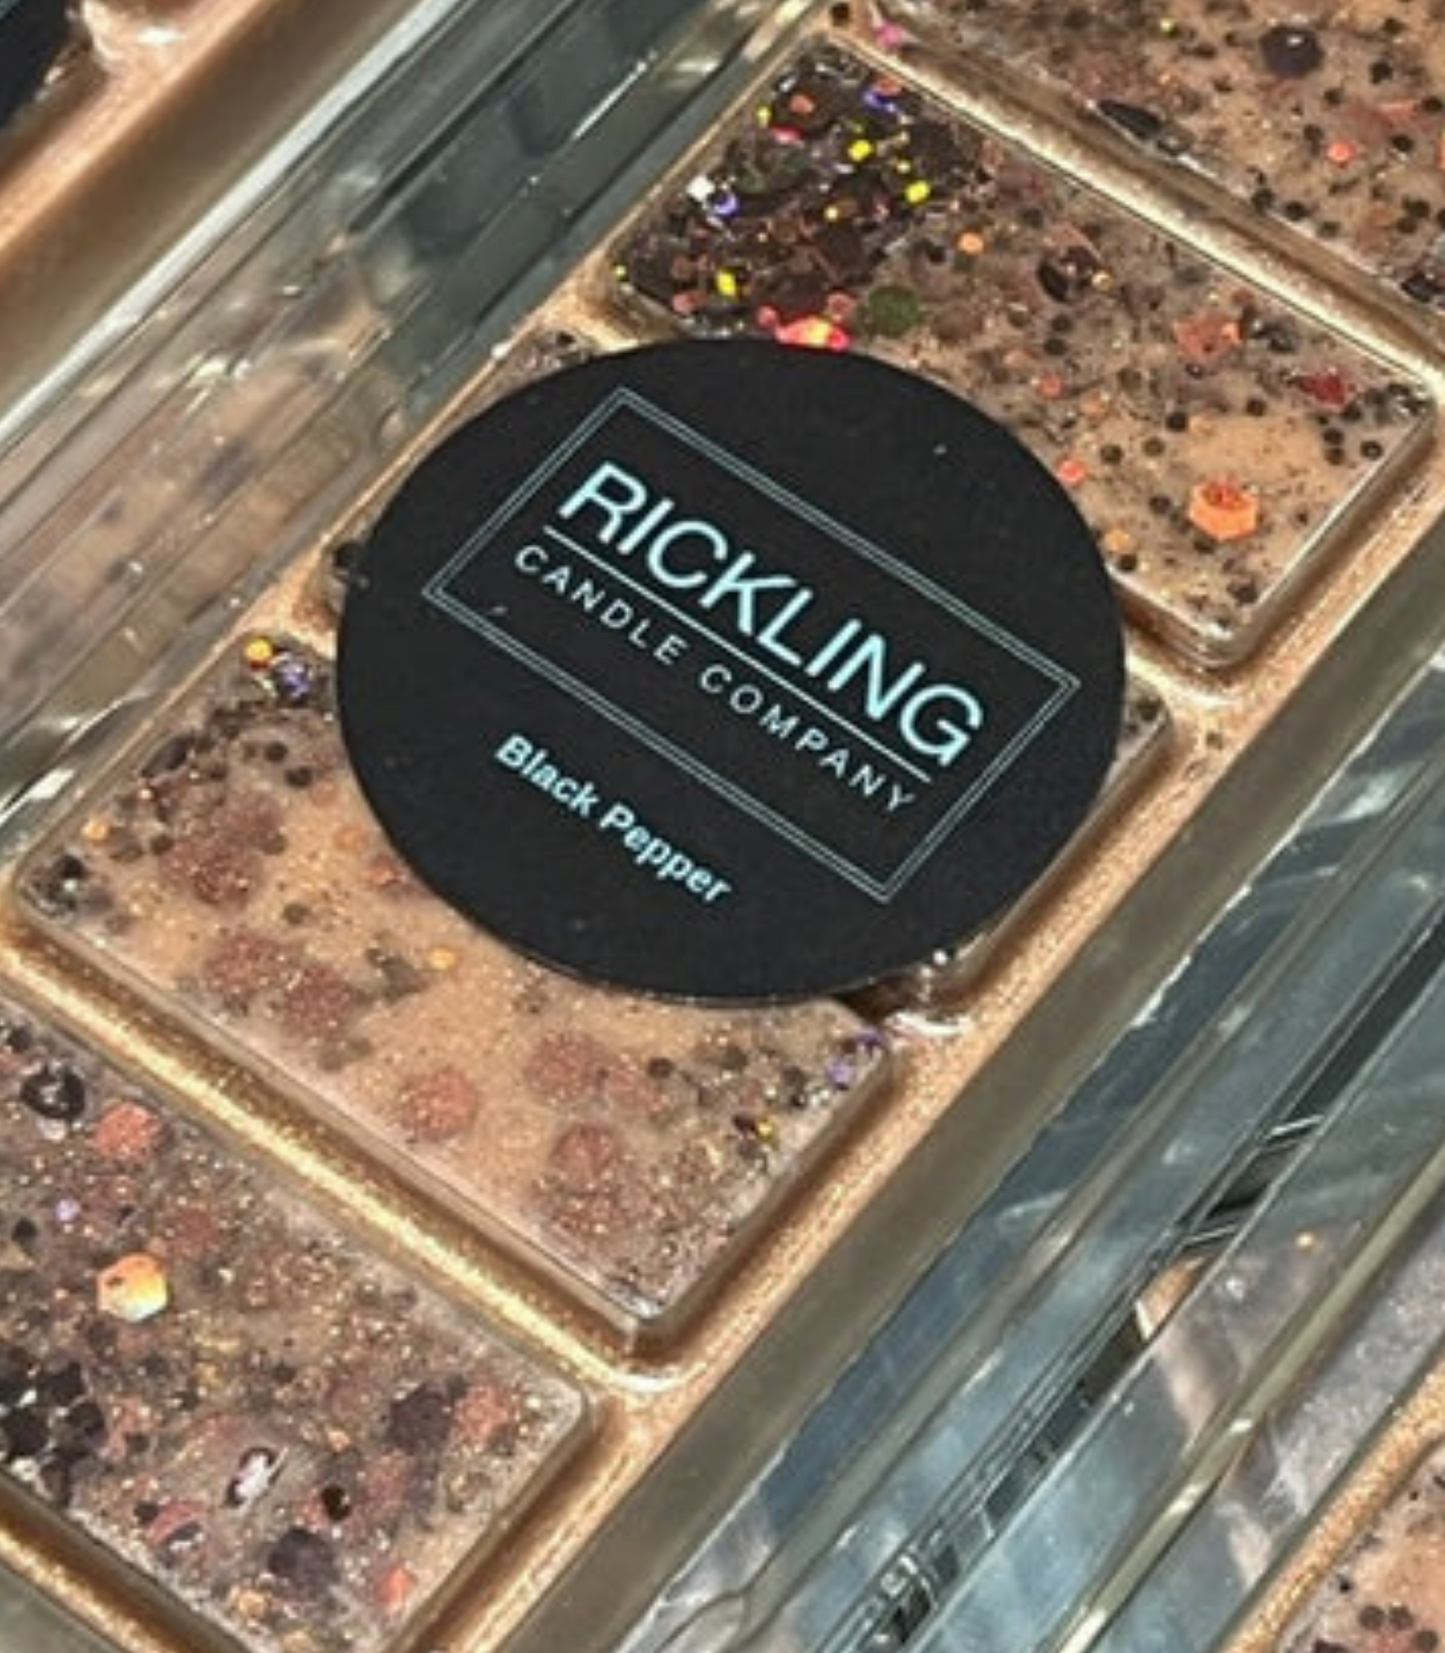 RICKLING
CANDLE COMPANY
Black Pepper